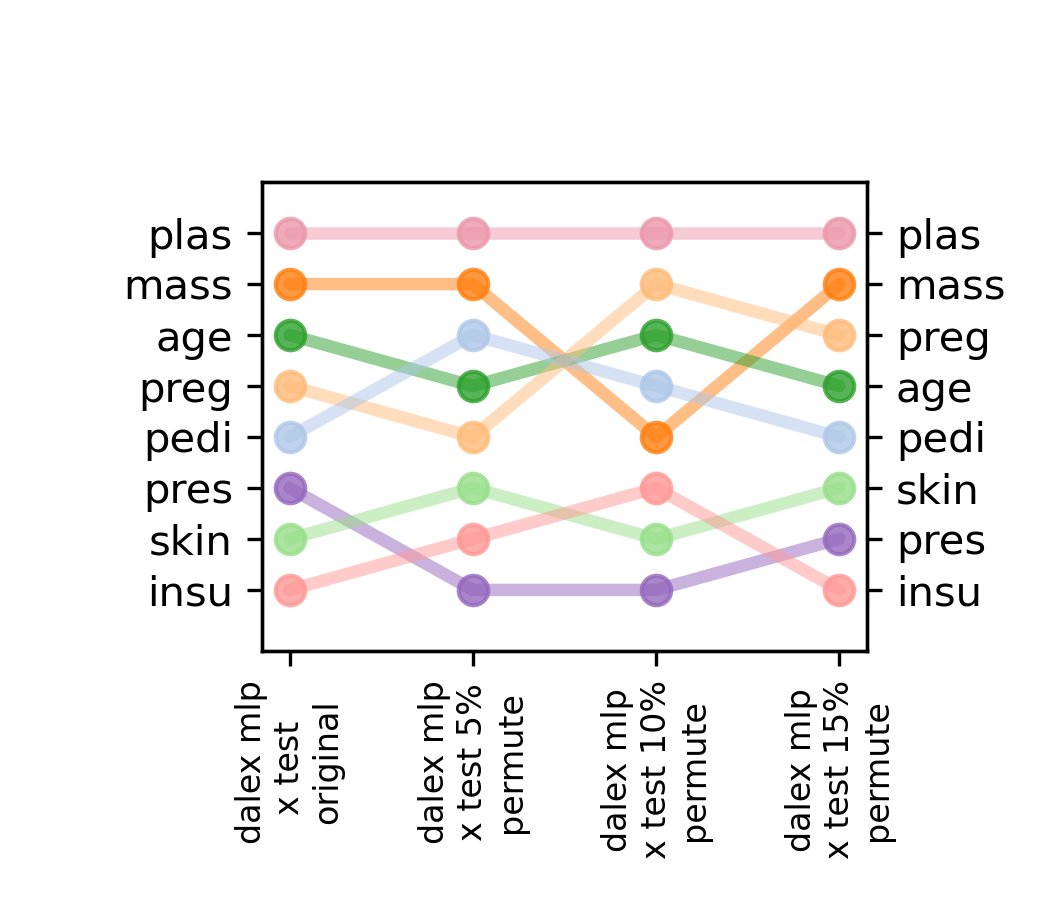 plas
mass
age
preg
pedi
pres
skin
insu
plas
mass
preg
age
pedi
skin
pres
insu
dalex mlp
x test
original
dalex mlp
x test 5%
permute
dalex mlp
x test 10%
permute
dalex mlp
x test 15%
permute